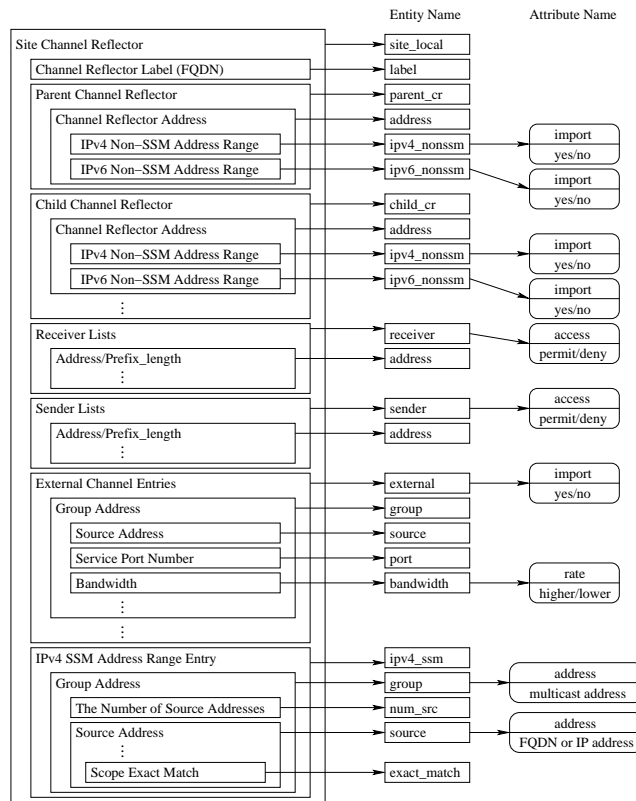 Entity Name Attribute Name
Site Channel Reflector site_local
Channel Reflector Label (FQDN) label
Parent Channel Reflector parent_cr
Channel Reflector Address address
IPv4 Non−SSM Address Range ipv4_nonssm import
yes/no
IPv6 Non−SSM Address Range ipv6_nonssm import
yes/no
Child Channel Reflector child_cr
Channel Reflector Address address
IPv4 Non−SSM Address Range ipv4_nonssm import
yes/no
IPv6 Non−SSM Address Range ipv6_nonssm import
yes/no
⋮
Receiver Lists receiver access
permit/deny
Address/Prefix_length address
⋮
Sender Lists sender access
permit/deny
Address/Prefix_length address
⋮
External Channel Entries external import
yes/no
Group Address group
Source Address source
Service Port Number port
Bandwidth bandwidth rate
higher/lower
⋮ ⋮
⋮
IPv4 SSM Address Range Entry ipv4_ssm
Group Address group address
multicast address
The Number of Source Addresses num_src
Source Address source address
FQDN or IP address
⋮
Scope Exact Match exact_match